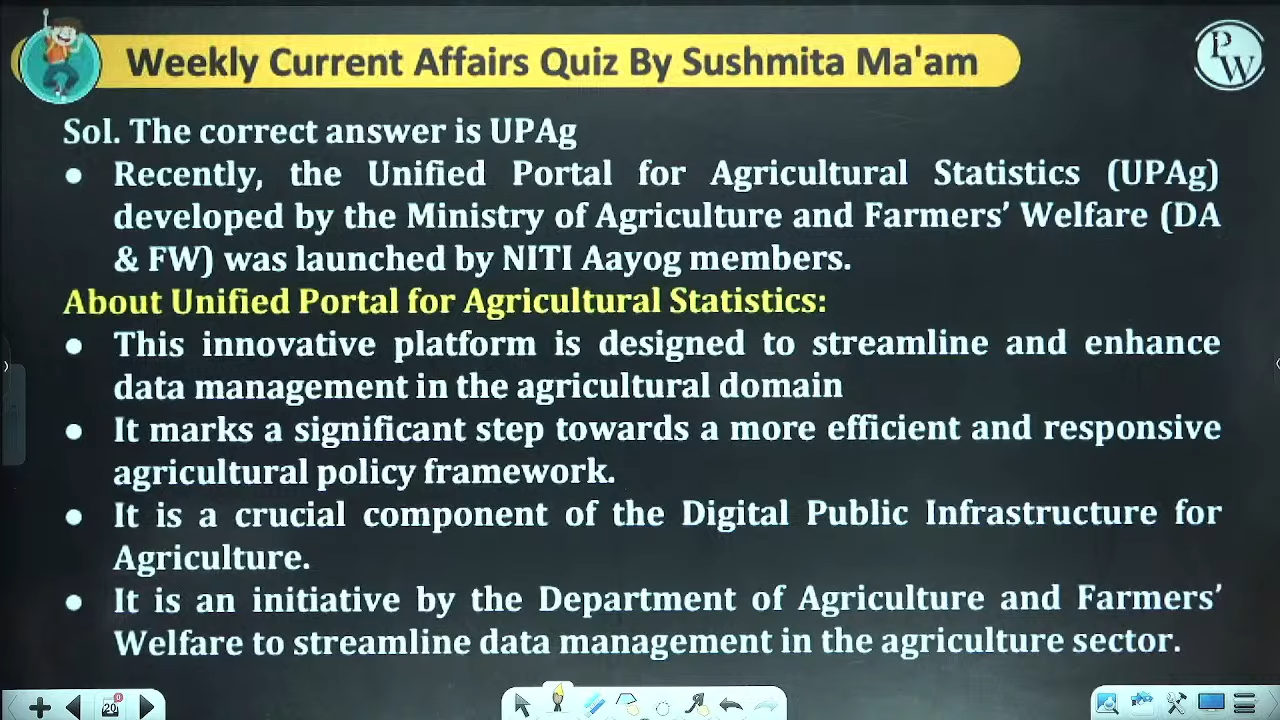 Weekly Current Affairs Quiz By Sushmita Ma'am
PW
Sol. The correct answer is UPAg
● Recently, the Unified Portal for Agricultural Statistics (UPAg)
developed by the Ministry of Agriculture and Farmers’ Welfare (DA
& FW) was launched by NITI Aayog members.
About Unified Portal for Agricultural Statistics:
● This innovative platform is designed to streamline and enhance
data management in the agricultural domain
● It marks a significant step towards a more efficient and responsive
agricultural policy framework.
● It is a crucial component of the Digital Public Infrastructure for
Agriculture.
● It is an initiative by the Department of Agriculture and Farmers’
Welfare to streamline data management in the agriculture sector.
20